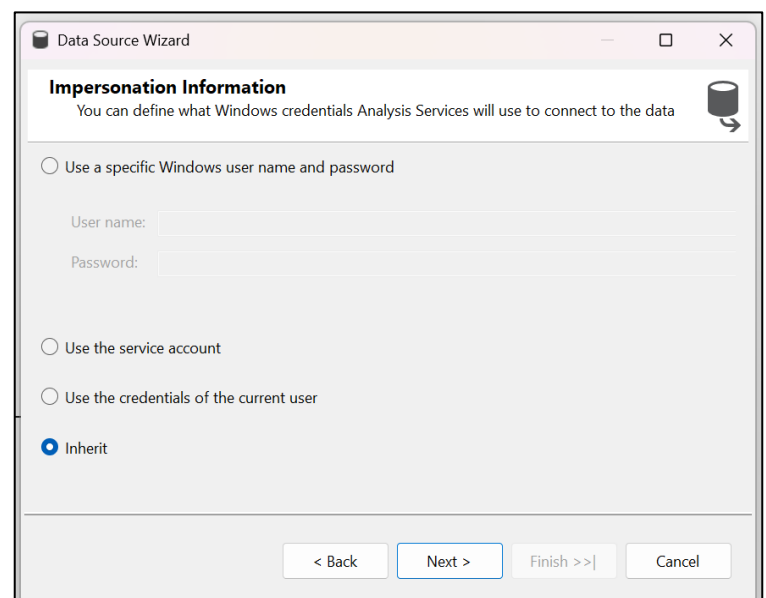 Data Source Wizard
Impersonation Information
You can define what Windows credentials Analysis Services will use to connect to the data
Use a specific Windows user name and password
User name:
Password:
Use the service account
Use the credentials of the current user
Inherit
< Back Next > Finish >>| Cancel